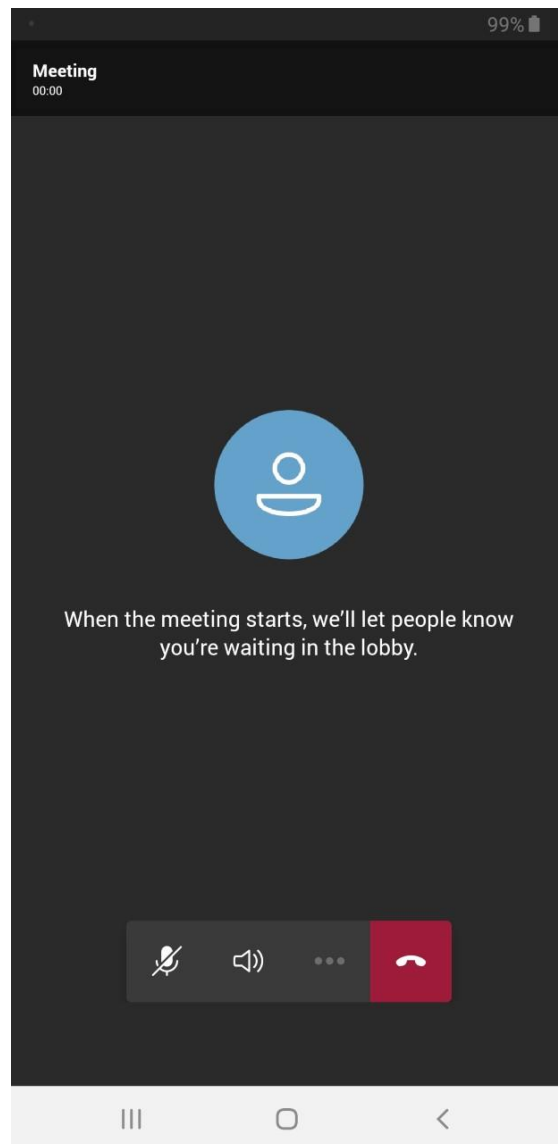 99%
Meeting
00:00
When the meeting starts, we’ll let people know
you’re waiting in the lobby.